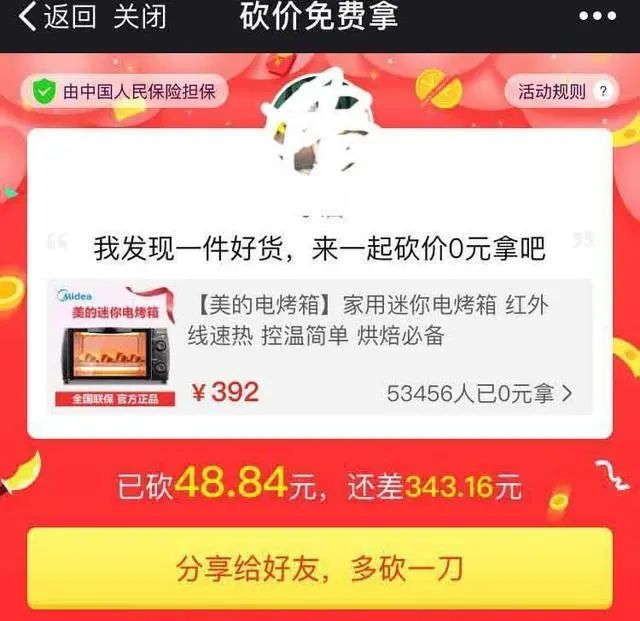 返回 关闭 砍价免费拿
由中国人民保险担保
活动规则 ?
我发现一件好货，来一起砍价0元拿吧
Midea
美的迷你电烤箱
全国联保 官方正品
【美的电烤箱】家用迷你电烤箱 红外
线速热 控温简单 烘焙必备
￥392
53456人已0元拿
已砍48.84元，还差343.16元
分享给好友，多砍一刀